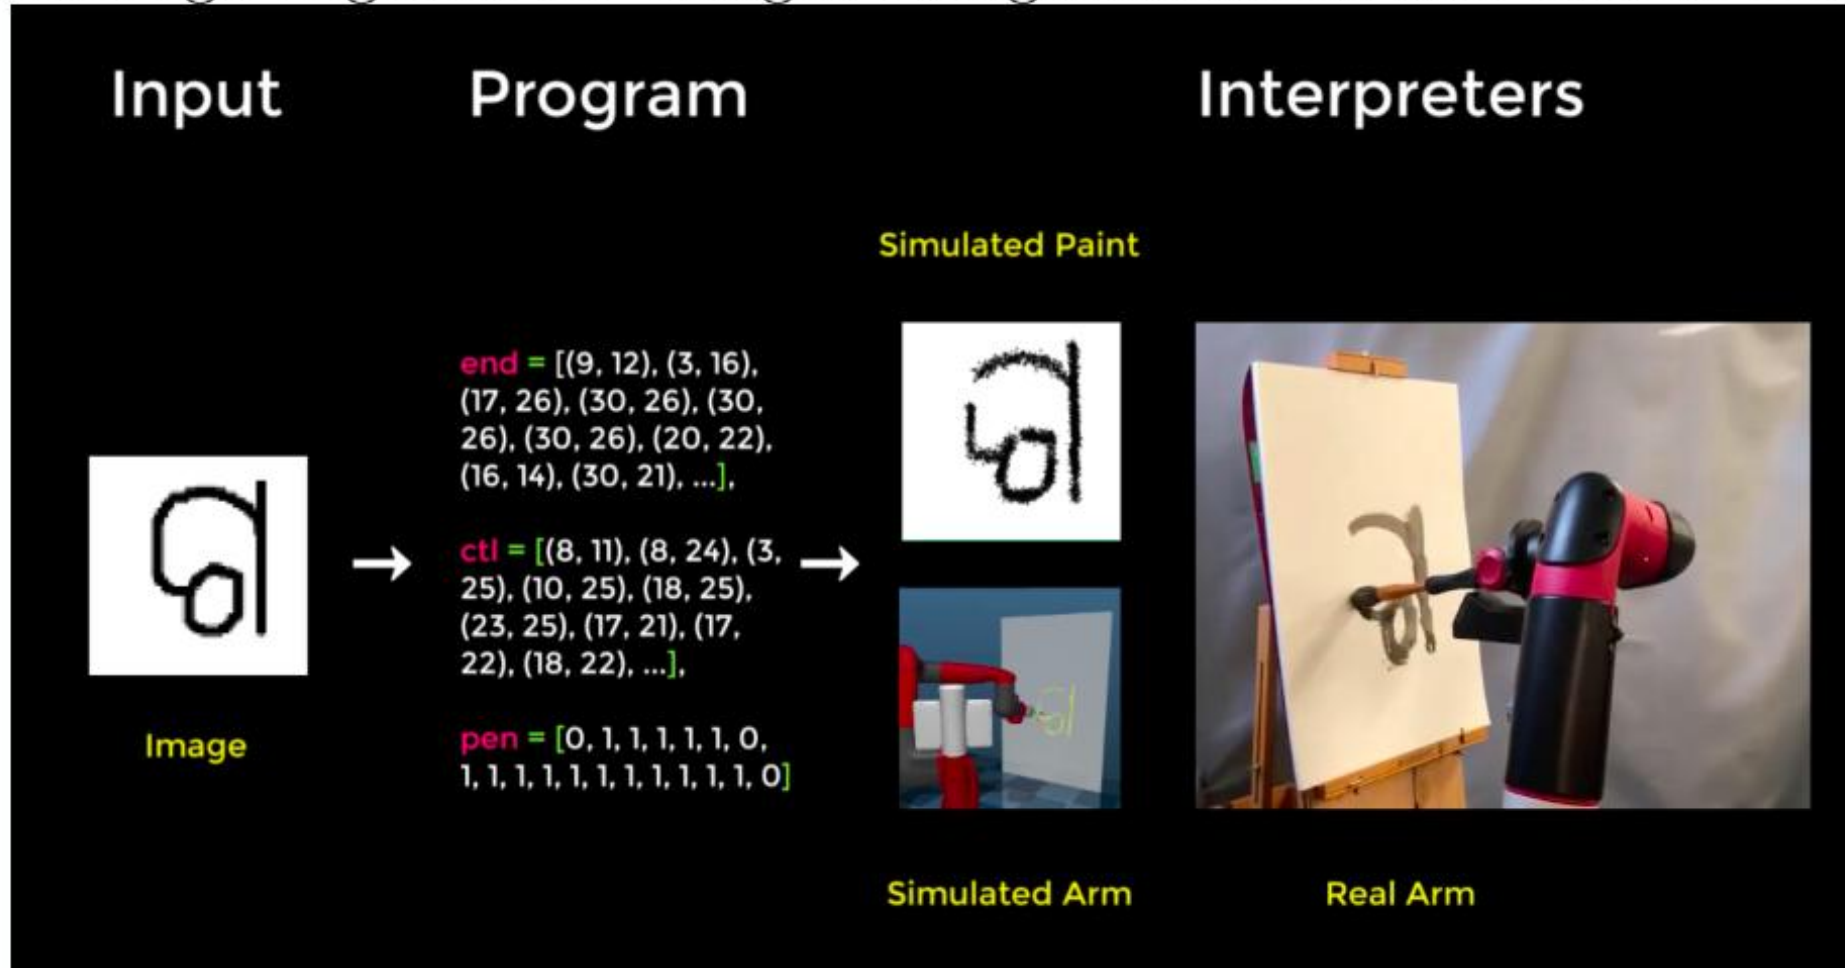 Input
Program
Interpreters
Simulated Paint
end = [(9, 12), (3, 16),
(17, 26), (30, 26), (30,
26), (30, 26), (20, 22),
(16, 14), (30, 21), ...],
ctl = [(8, 11), (8, 24), (3,
25), (10, 25), (18, 25),
(23, 25), (17, 21), (17,
22), (18, 22), ...],
pen = [0, 1, 1, 1, 1, 1, 1, 0,
1, 1, 1, 1, 1, 1, 1, 1, 1, 1, 1, 0]
Image
Simulated Arm
Real Arm